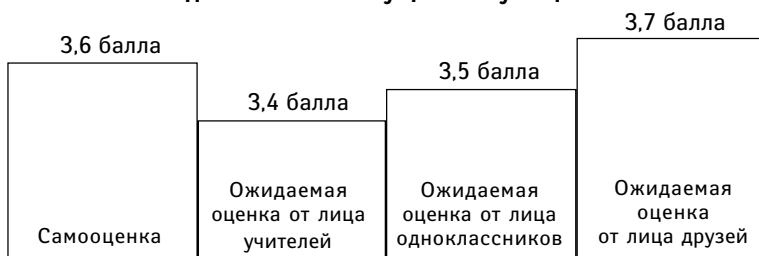 3,6 балла
3,4 балла
3,5 балла
3,7 балла
Самооценка
Ожидаемая
оценка от лица
учителей
Ожидаемая
оценка от лица
одноклассников
Ожидаемая
оценка
от лица друзей